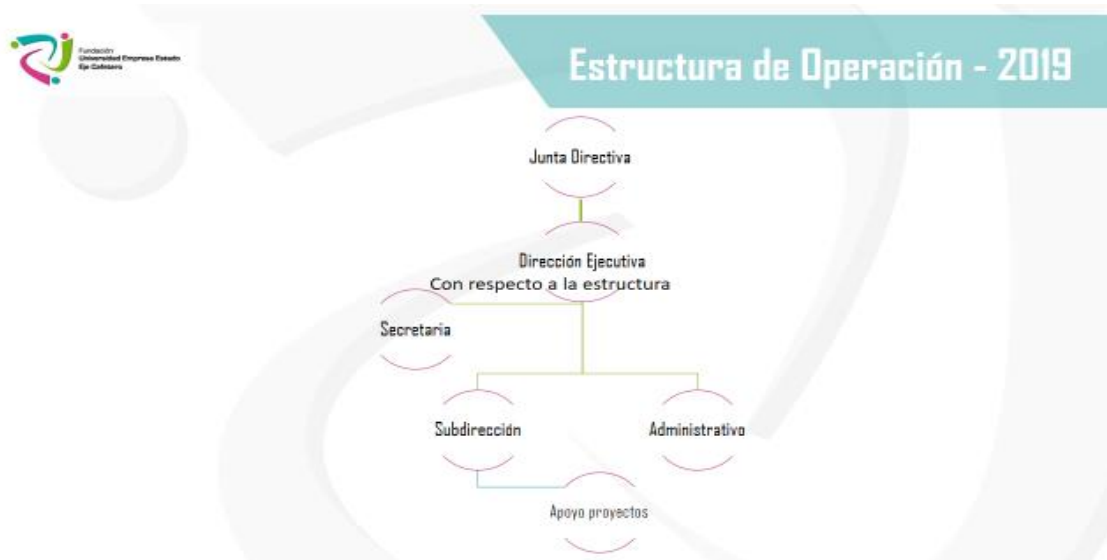 Fundación
Universidad Empresa Estado
Eje Cafetero
Estructura de Operación - 2019
Junta Directiva
Dirección Ejecutiva
Con respecto a la estructura
Secretaria
Subdirección
Administrativo
Apoyo proyectos